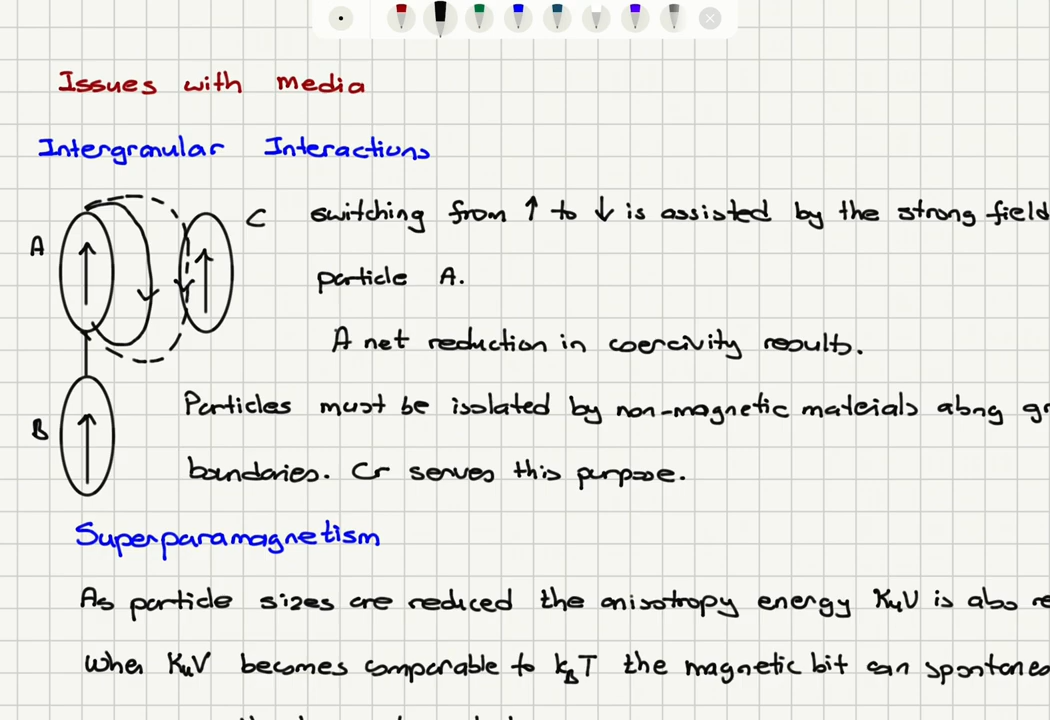 Issues with media
Intergranular Interactions
A
C
switching from ↑ to ↓ is assisted by the strong field
particle A.
A net reduction in coercivity results.
B
Particles must be isolated by non-magnetic mateials along
boundaries. Cr serves this purpose.
Superparamagnetism
As particle sizes are reduced the anisotropy energy KuV is also
When KuV becomes comparable to kBT the magnetic bit can